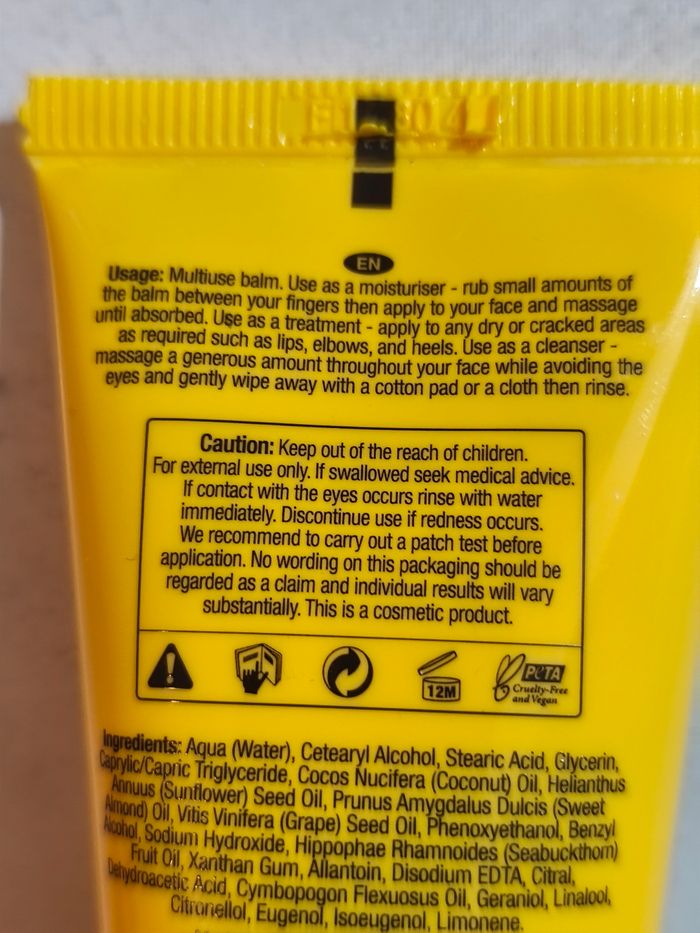 EN
Usage: Multiuse balm. Use as a moisturiser - rub small amounts of
the balm between your fingers then apply to your face and massage
until absorbed. Use as a treatment - apply to any dry or cracked areas
as required such as lips, elbows, and heels. Use as a cleanser -
massage a generous amount throughout your face while avoiding the
eyes and gently wipe away with a cotton pad or a cloth then rinse.
Caution: Keep out of the reach of children.
For external use only. If swallowed seek medical advice.
If contact with the eyes occurs rinse with water
immediately. Discontinue use if redness occurs.
We recommend to carry out a patch test before
application. No wording on this packaging should be
regarded as a claim and individual results will vary
substantially. This is a cosmetic product.
12M
PETA
Cruelty-Free
and Vegan
Ingredients: Aqua (Water), Cetearyl Alcohol, Stearic Acid, Glycerin,
Caprylic/Capric Triglyceride, Cocos Nucifera (Coconut) Oil, Helianthus
Annuus (Sunflower) Seed Oil, Prunus Amygdalus Dulcis (Sweet
Almond) Oil, Vitis Vinifera (Grape) Seed Oil, Phenoxyethanol, Benzyl
Alcohol, Sodium Hydroxide, Hippophae Rhamnoides (Seabuckthorn)
Fruit Oil, Xanthan Gum, Allantoin, Disodium EDTA, Citral,
Dehydroacetic Acid, Cymbopogon Flexuosus Oil, Geraniol, Linalool,
Citronellol, Eugenol, Isoeugenol, Limonene.